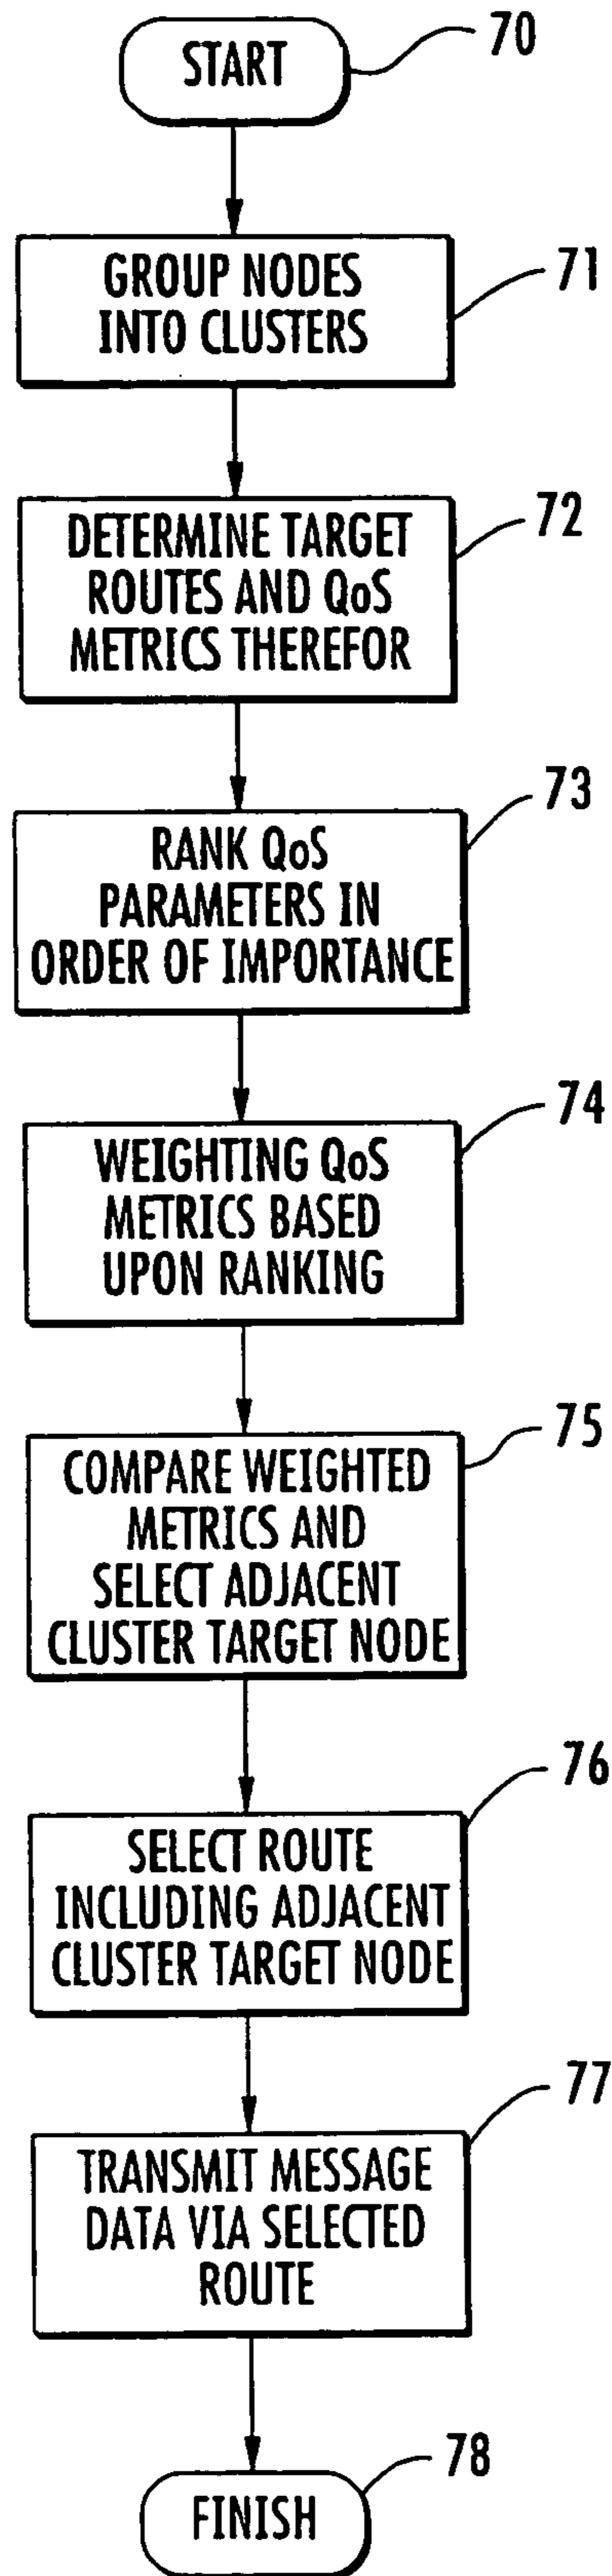 START
70
GROUP NODES
INTO CLUSTERS
71
DETERMINE TARGET
ROUTES AND QoS
METRICS THEREFOR
72
RANK QoS
PARAMETERS IN
ORDER OF IMPORTANCE
73
WEIGHTING QoS
METRICS BASED
UPON RANKING
74
COMPARE WEIGHTED
METRICS AND
SELECT ADJACENT
CLUSTER TARGET NODE
75
SELECT ROUTE
INCLUDING ADJACENT
CLUSTER TARGET NODE
76
TRANSMIT MESSAGE
DATA VIA SELECTED
ROUTE
77
FINISH
78